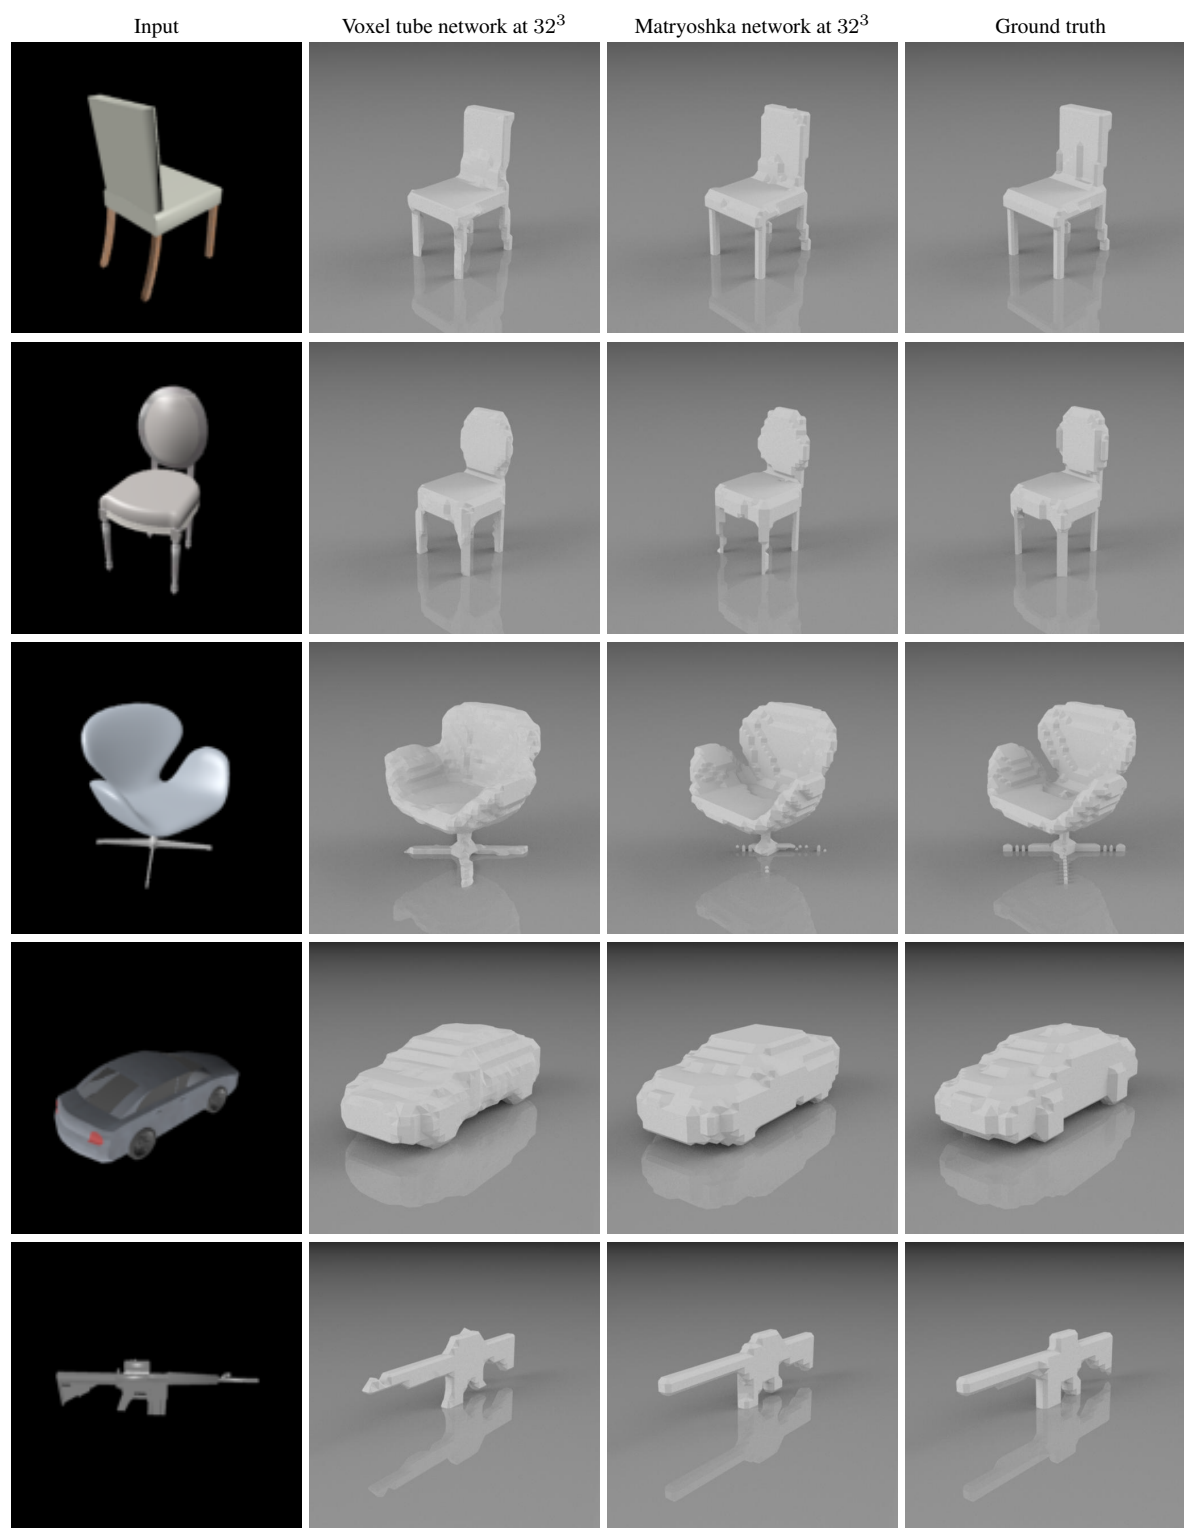 Input
Voxel tube network at 32³
Matryoshka network at 32³
Ground truth